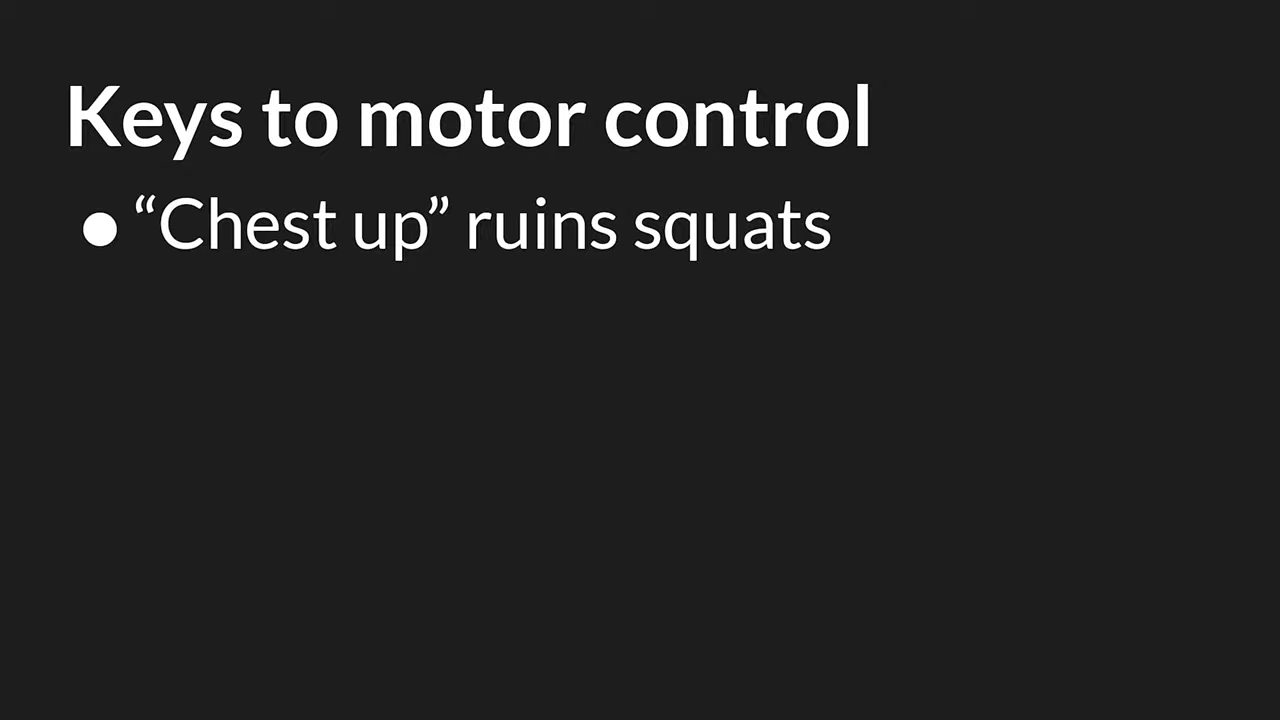 Keys to motor control
● “Chest up” ruins squats